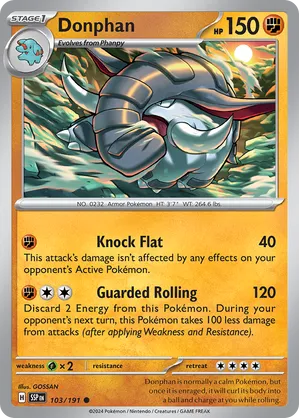 STAGE 1
Donphan
HP 150
Evolves from Phanpy
NO. 0232 Armor Pokémon HT: 3'7" WT: 264.6 lbs
Knock Flat 40
This attack's damage isn't affected by any effects on your
opponent's Active Pokémon.
Guarded Rolling 120
Discard 2 Energy from this Pokémon. During your
opponent's next turn, this Pokémon takes 100 less damage
from attacks (after applying Weakness and Resistance).
weakness ×2 resistance retreat
Illus. GOSSAN
H SSP EN 103/191
Donphan is normally a calm Pokémon, but
once it is enraged, it will curl its body into
a ball and charge at you while rolling.
©2024 Pokémon / Nintendo / Creatures / GAME FREAK